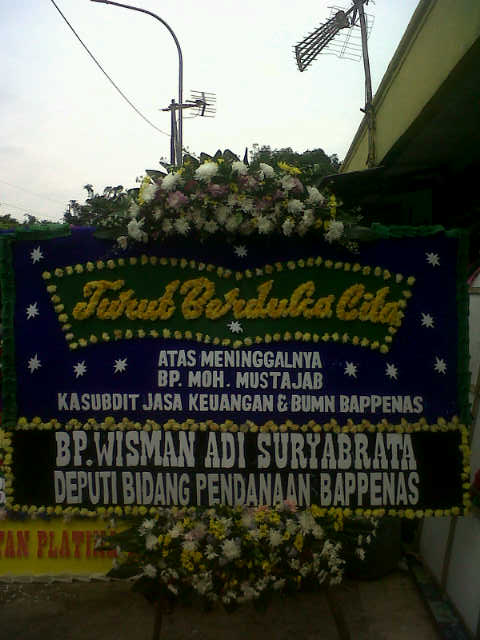 Turut Berduka Cita
ATAS MENINGGALNYA
BP. MOH. MUSTAJAB
KASUBDIT JASA KEUANGAN & BUMN BAPPENAS
BP. WISMAN ADI SURYABRATA
DEPUTI BIDANG PENDANAAN BAPPENAS